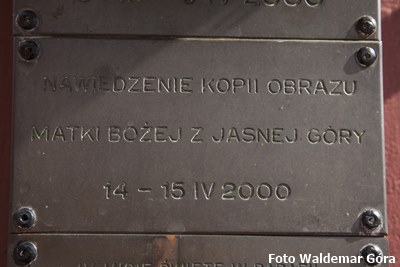 NAWIEDZENIE KOPII OBRAZU
MATKI BOŻEJ Z JASNEJ GÓRY
14 - 15 IV 2000
Foto Waldemar Góra